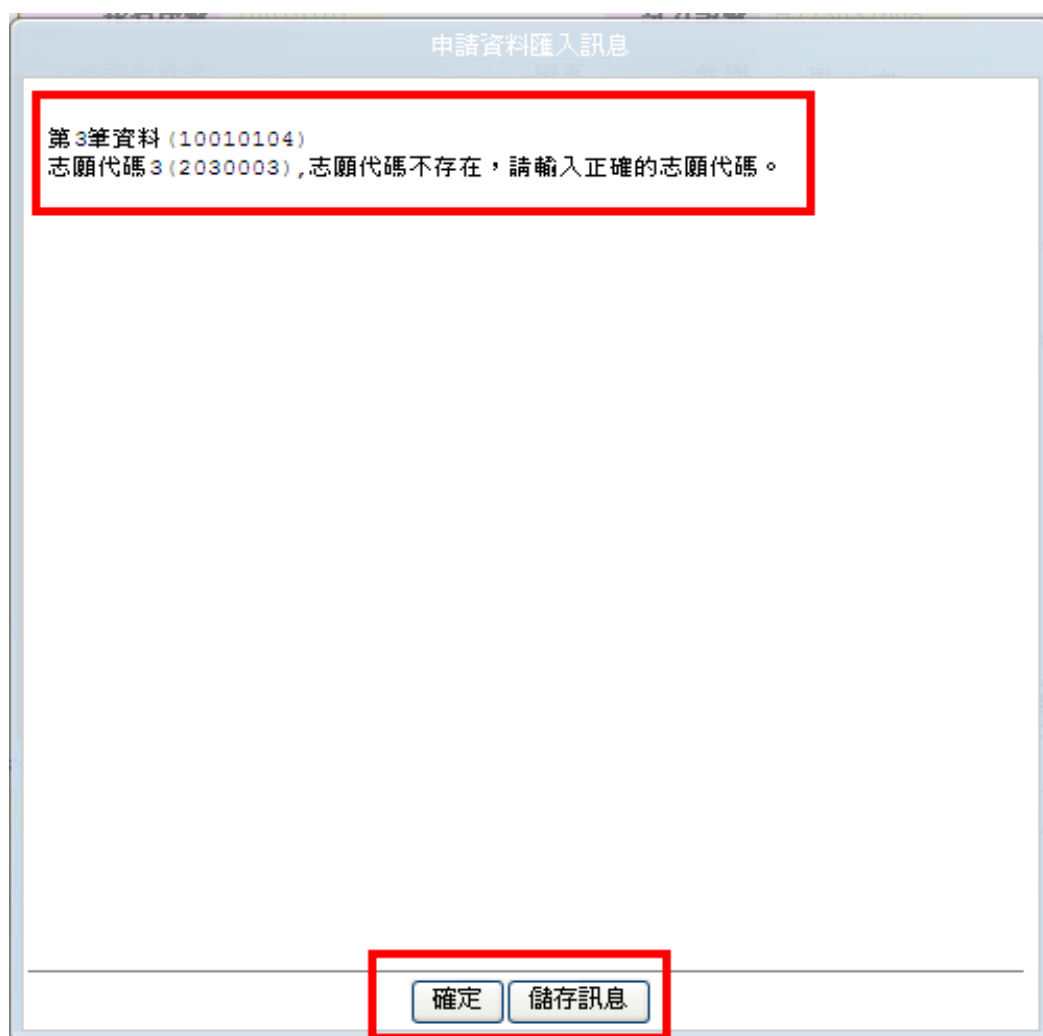 申請資料匯入訊息
第3筆資料(10010104)
志願代碼3(2030003),志願代碼不存在，請輸入正確的志願代碼。
確定 儲存訊息